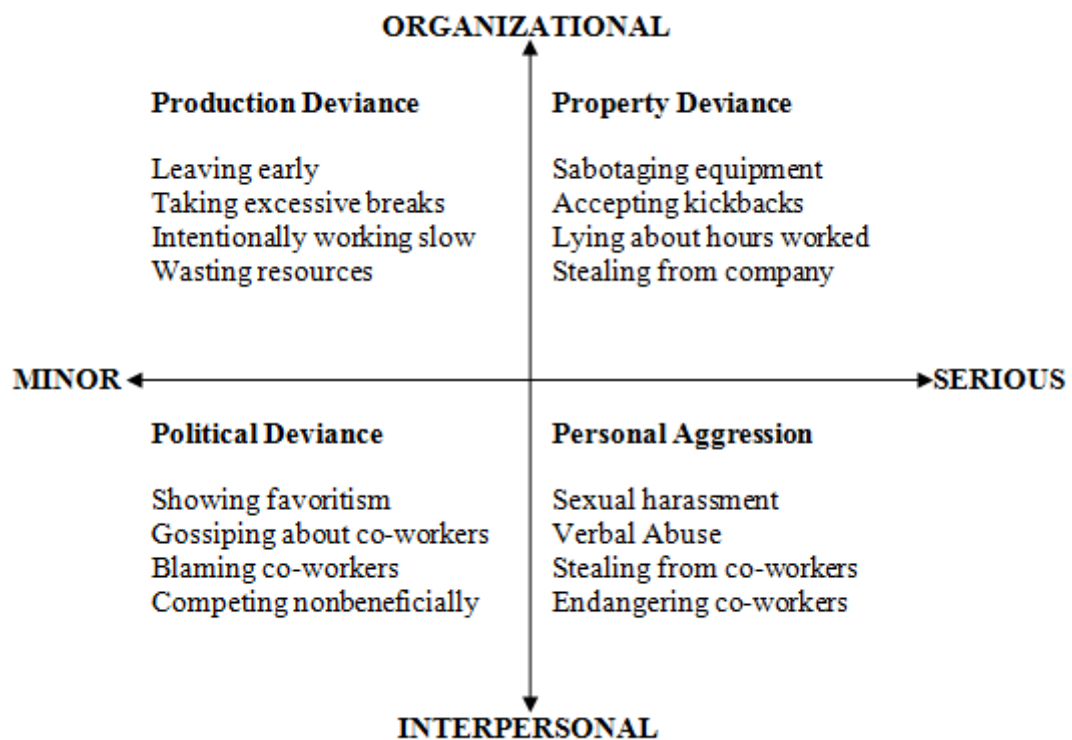 ORGANIZATIONAL
Production Deviance
Leaving early
Taking excessive breaks
Intentionally working slow
Wasting resources
Property Deviance
Sabotaging equipment
Accepting kickbacks
Lying about hours worked
Stealing from company
MINOR
SERIOUS
Political Deviance
Showing favoritism
Gossiping about co-workers
Blaming co-workers
Competing nonbeneficially
Personal Aggression
Sexual harassment
Verbal Abuse
Stealing from co-workers
Endangering co-workers
INTERPERSONAL